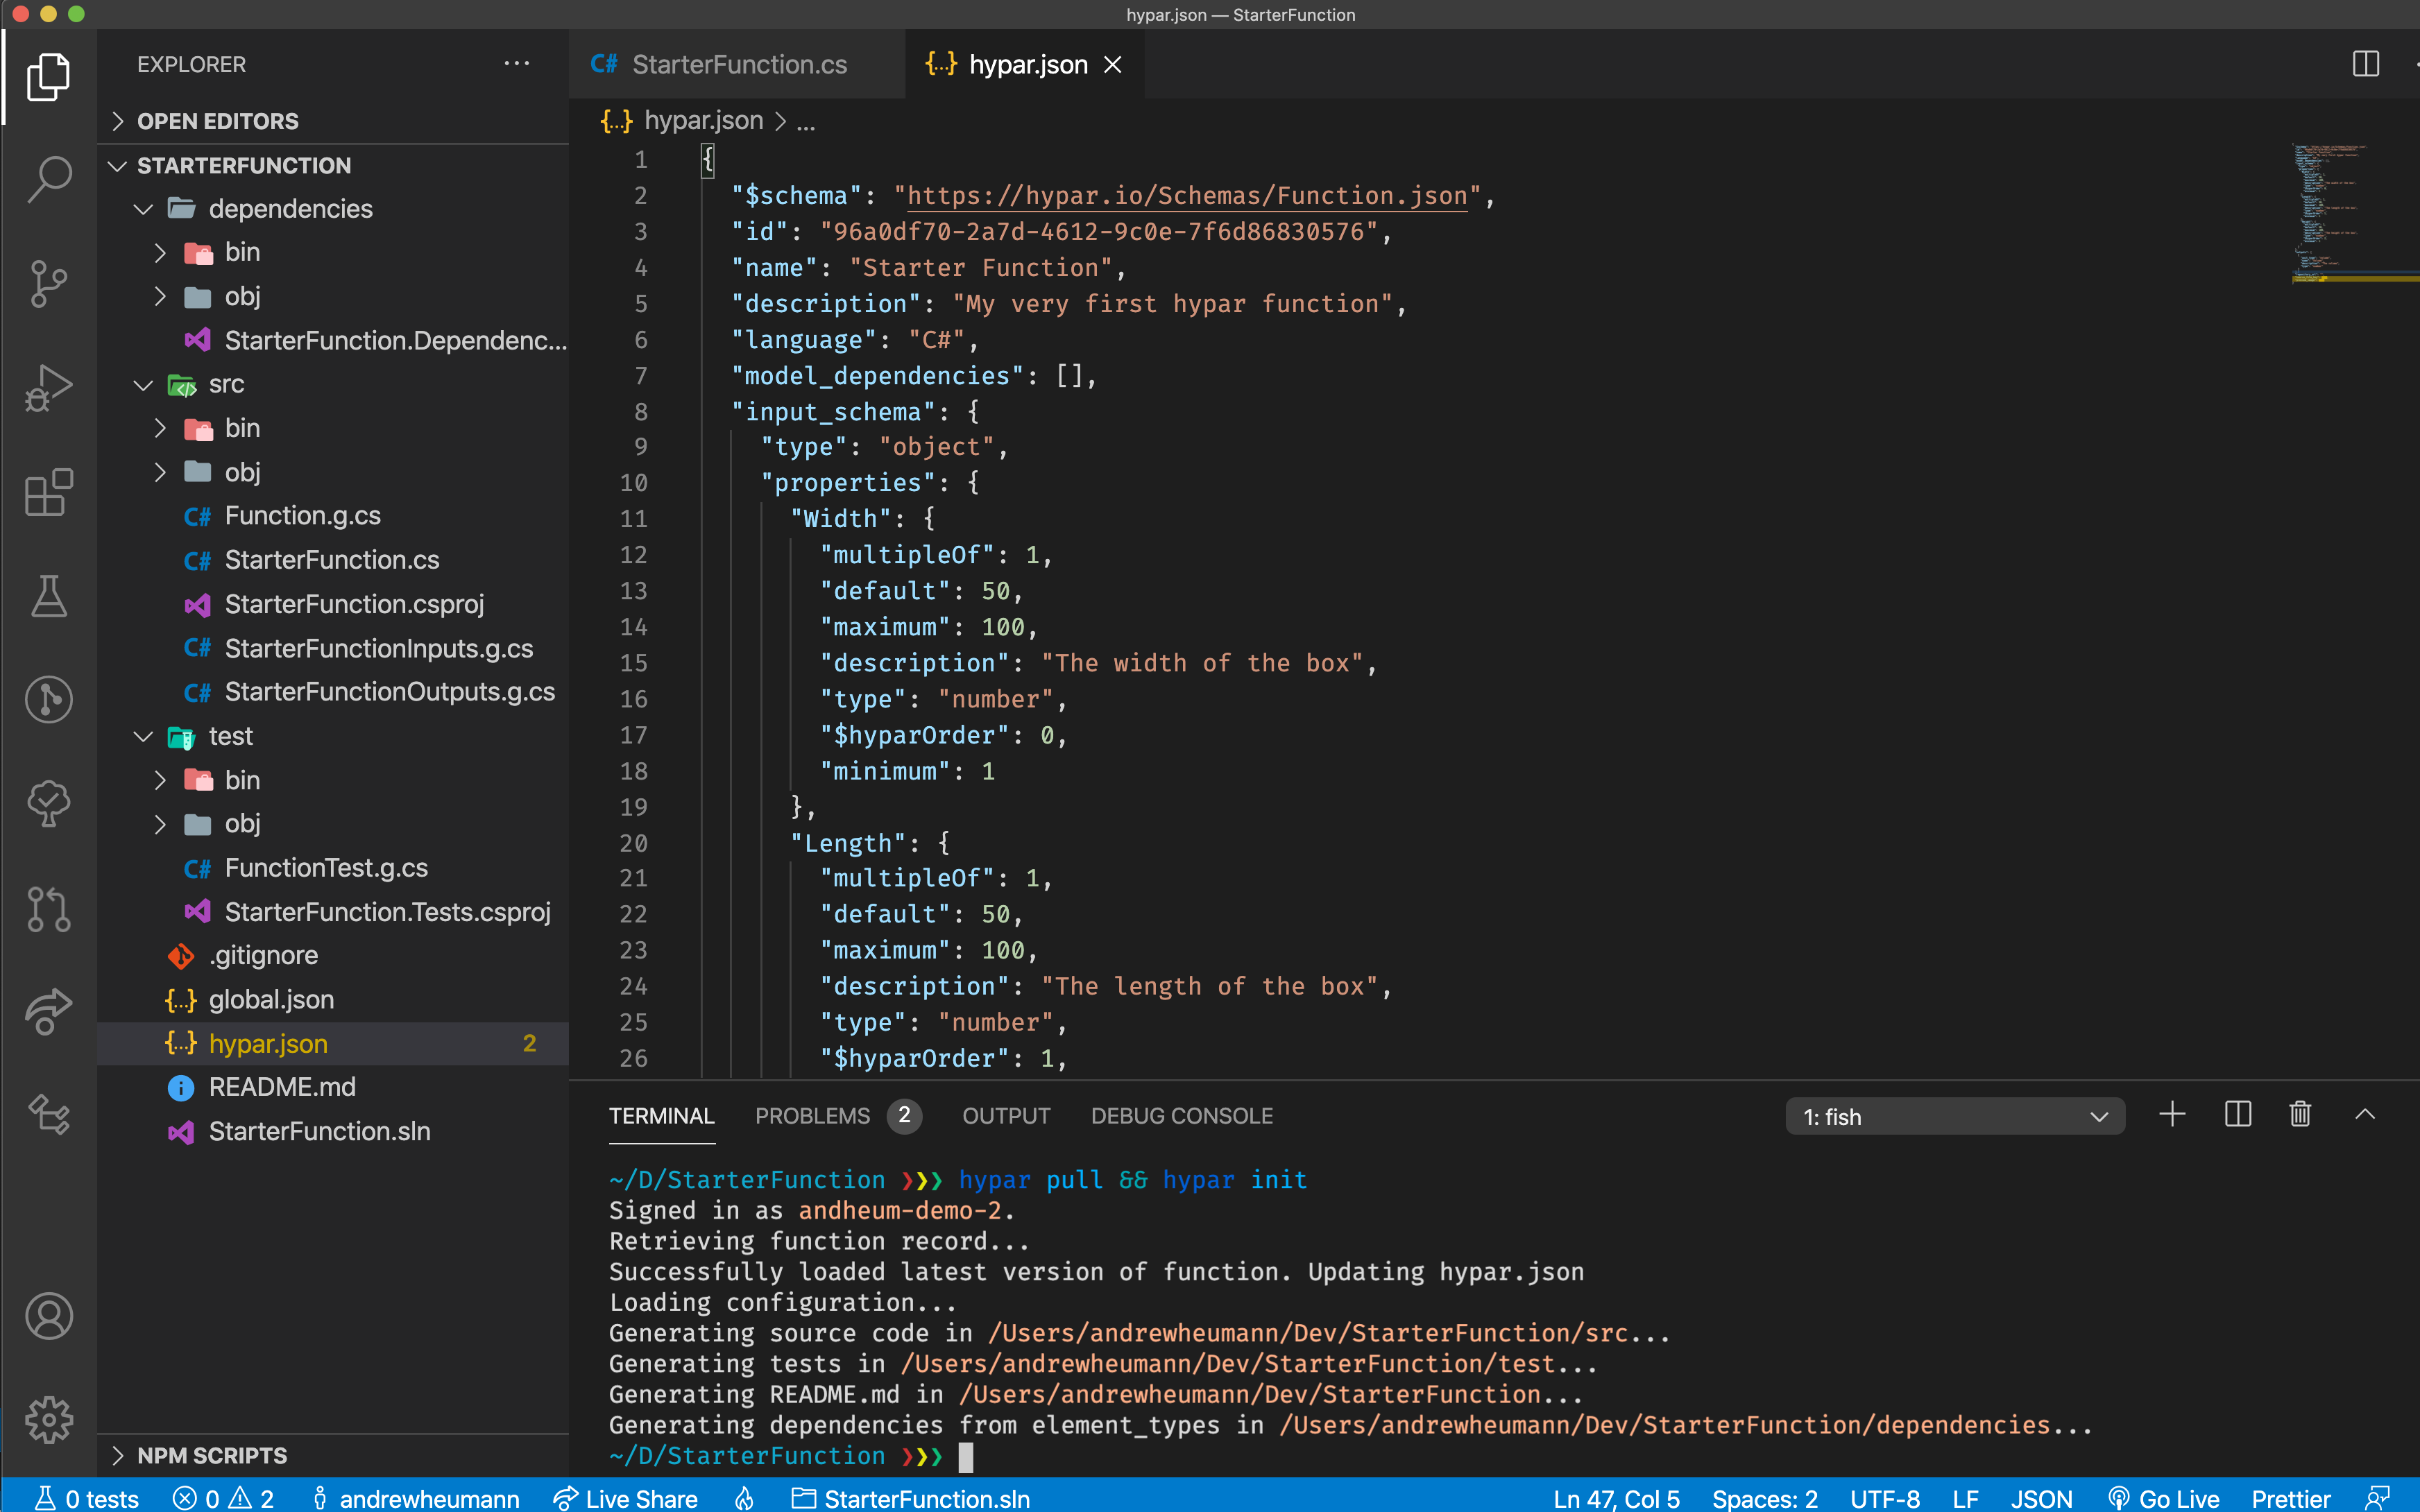 hypar.json — StarterFunction
EXPLORER
OPEN EDITORS
STARTERFUNCTION
dependencies
bin
obj
StarterFunction.Dependenc...
src
bin
obj
Function.g.cs
StarterFunction.cs
StarterFunction.csproj
StarterFunctionInputs.g.cs
StarterFunctionOutputs.g.cs
test
bin
obj
FunctionTest.g.cs
StarterFunction.Tests.csproj
.gitignore
global.json
hypar.json 2
README.md
StarterFunction.sln
NPM SCRIPTS
C# StarterFunction.cs {..} hypar.json
{..} hypar.json > ...
1 {
2 "$schema": "https://hypar.io/Schemas/Function.json",
3 "id": "96a0df70-2a7d-4612-9c0e-7f6d86830576",
4 "name": "Starter Function",
5 "description": "My very first hypar function",
6 "language": "C#",
7 "model_dependencies": [],
8 "input_schema": {
9 "type": "object",
10 "properties": {
11 "Width": {
12 "multipleOf": 1,
13 "default": 50,
14 "maximum": 100,
15 "description": "The width of the box",
16 "type": "number",
17 "$hyparOrder": 0,
18 "minimum": 1
19 },
20 "Length": {
21 "multipleOf": 1,
22 "default": 50,
23 "maximum": 100,
24 "description": "The length of the box",
25 "type": "number",
26 "$hyparOrder": 1,
TERMINAL PROBLEMS 2 OUTPUT DEBUG CONSOLE 1: fish
~/D/StarterFunction ❯❯❯ hypar pull && hypar init
Signed in as andheum-demo-2.
Retrieving function record...
Successfully loaded latest version of function. Updating hypar.json
Loading configuration...
Generating source code in /Users/andrewheumann/Dev/StarterFunction/src...
Generating tests in /Users/andrewheumann/Dev/StarterFunction/test...
Generating README.md in /Users/andrewheumann/Dev/StarterFunction...
Generating dependencies from element_types in /Users/andrewheumann/Dev/StarterFunction/dependencies...
~/D/StarterFunction ❯❯❯
0 tests 0 2 andrewheumann Live Share StarterFunction.sln Ln 47, Col 5 Spaces: 2 UTF-8 LF JSON Go Live Prettier